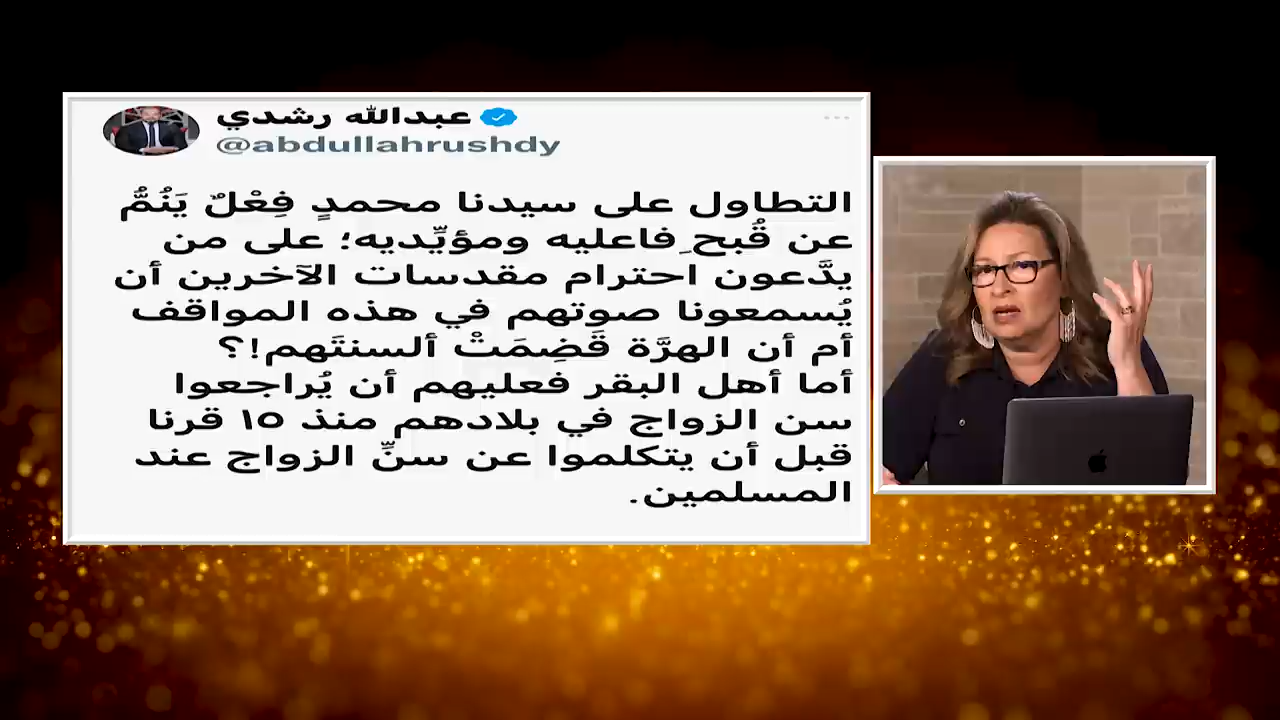 عبدالله رشدي
@abdullahrushdy
التطاول على سيدنا محمدٍ فِعْلٌ يَنُمُّ
عن قُبحِ فاعليه ومؤيِّديه؛ على من
يدَّعون احترام مقدسات الآخرين أن
يُسمعونا صوتهم في هذه المواقف
أم أن الهرَّة قَضِمَتْ ألسنتَهم!؟
أما أهل البقر فعليهم أن يُراجعوا
سن الزواج في بلادهم منذ ١٥ قرنا
قبل أن يتكلموا عن سنِّ الزواج عند
المسلمين.